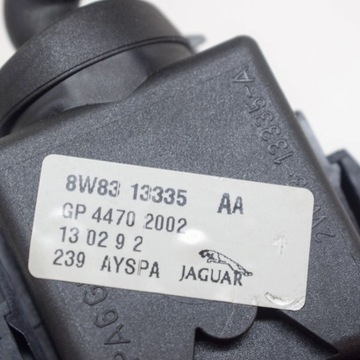 8W83 13335 AA
GP 4470 2002
13 02 9 2
239 AYSPA JAGUAR